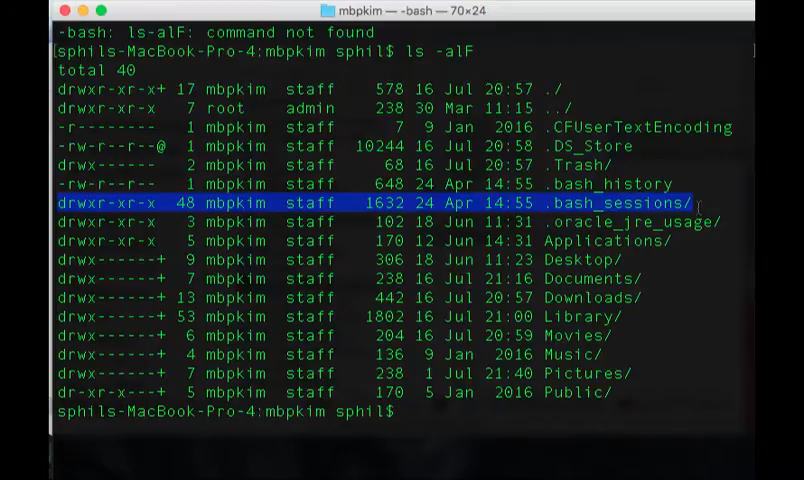 mbpkim — -bash — 70×24
-bash: ls-alF: command not found
[sphils-MacBook-Pro-4:mbpkim sphil$ ls -alF
total 40
drwxr-xr-x+ 17 mbpkim staff 578 16 Jul 20:57 ./
drwxr-xr-x 7 root admin 238 30 Mar 11:15 ../
-r-------- 1 mbpkim staff 7 9 Jan 2016 .CFUserTextEncoding
-rw-r--r--@ 1 mbpkim staff 10244 16 Jul 20:58 .DS_Store
drwx------ 2 mbpkim staff 68 16 Jul 20:57 .Trash/
-rw-r--r-- 1 mbpkim staff 648 24 Apr 14:55 .bash_history
drwxr-xr-x 48 mbpkim staff 1632 24 Apr 14:55 .bash_sessions/
drwxr-xr-x 3 mbpkim staff 102 18 Jun 11:31 .oracle_jre_usage/
drwxr-xr-x 5 mbpkim staff 170 12 Jun 14:31 Applications/
drwx------+ 9 mbpkim staff 306 18 Jun 11:23 Desktop/
drwx------+ 7 mbpkim staff 238 16 Jul 21:16 Documents/
drwx------+ 13 mbpkim staff 442 16 Jul 20:57 Downloads/
drwx------+ 53 mbpkim staff 1802 16 Jul 21:00 Library/
drwx------+ 6 mbpkim staff 204 16 Jul 20:59 Movies/
drwx------+ 4 mbpkim staff 136 9 Jan 2016 Music/
drwx------+ 7 mbpkim staff 238 1 Jul 21:40 Pictures/
dr-xr-x---+ 5 mbpkim staff 170 5 Jan 2016 Public/
sphils-MacBook-Pro-4:mbpkim sphil$